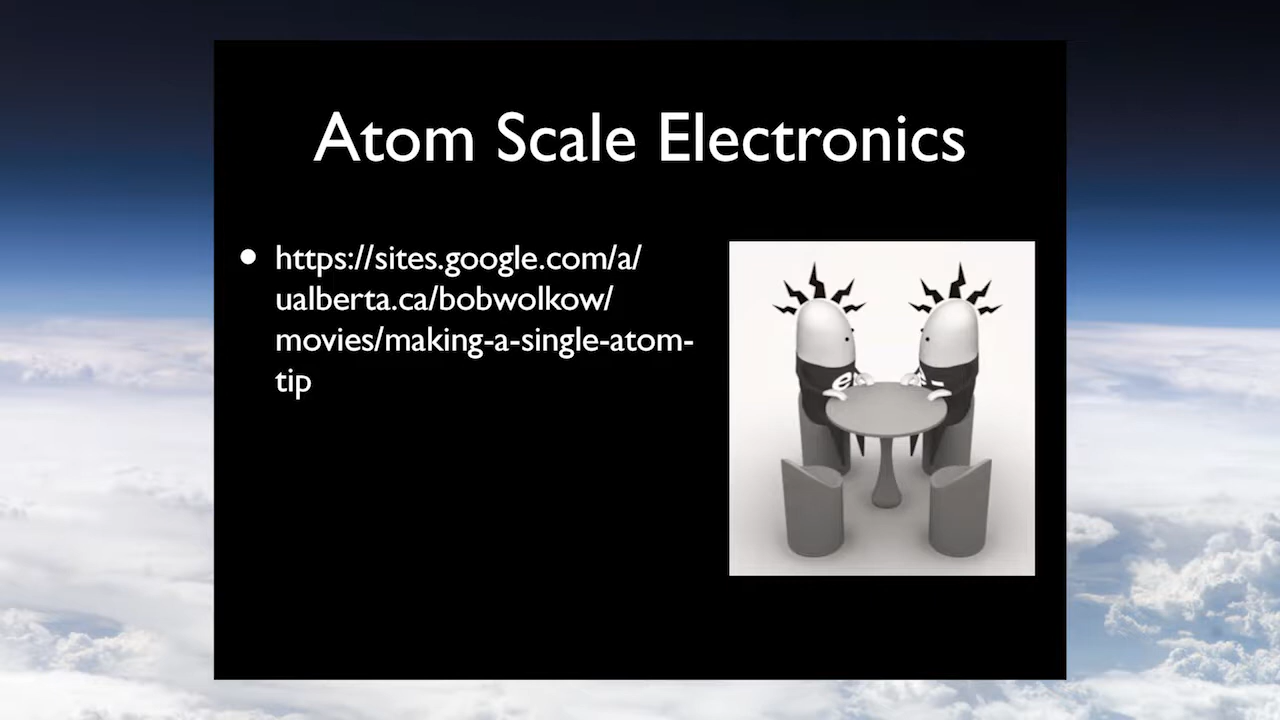 Atom Scale Electronics
• https://sites.google.com/a/
ualberta.ca/bobwolkow/
movies/making-a-single-atom-
tip
e
-